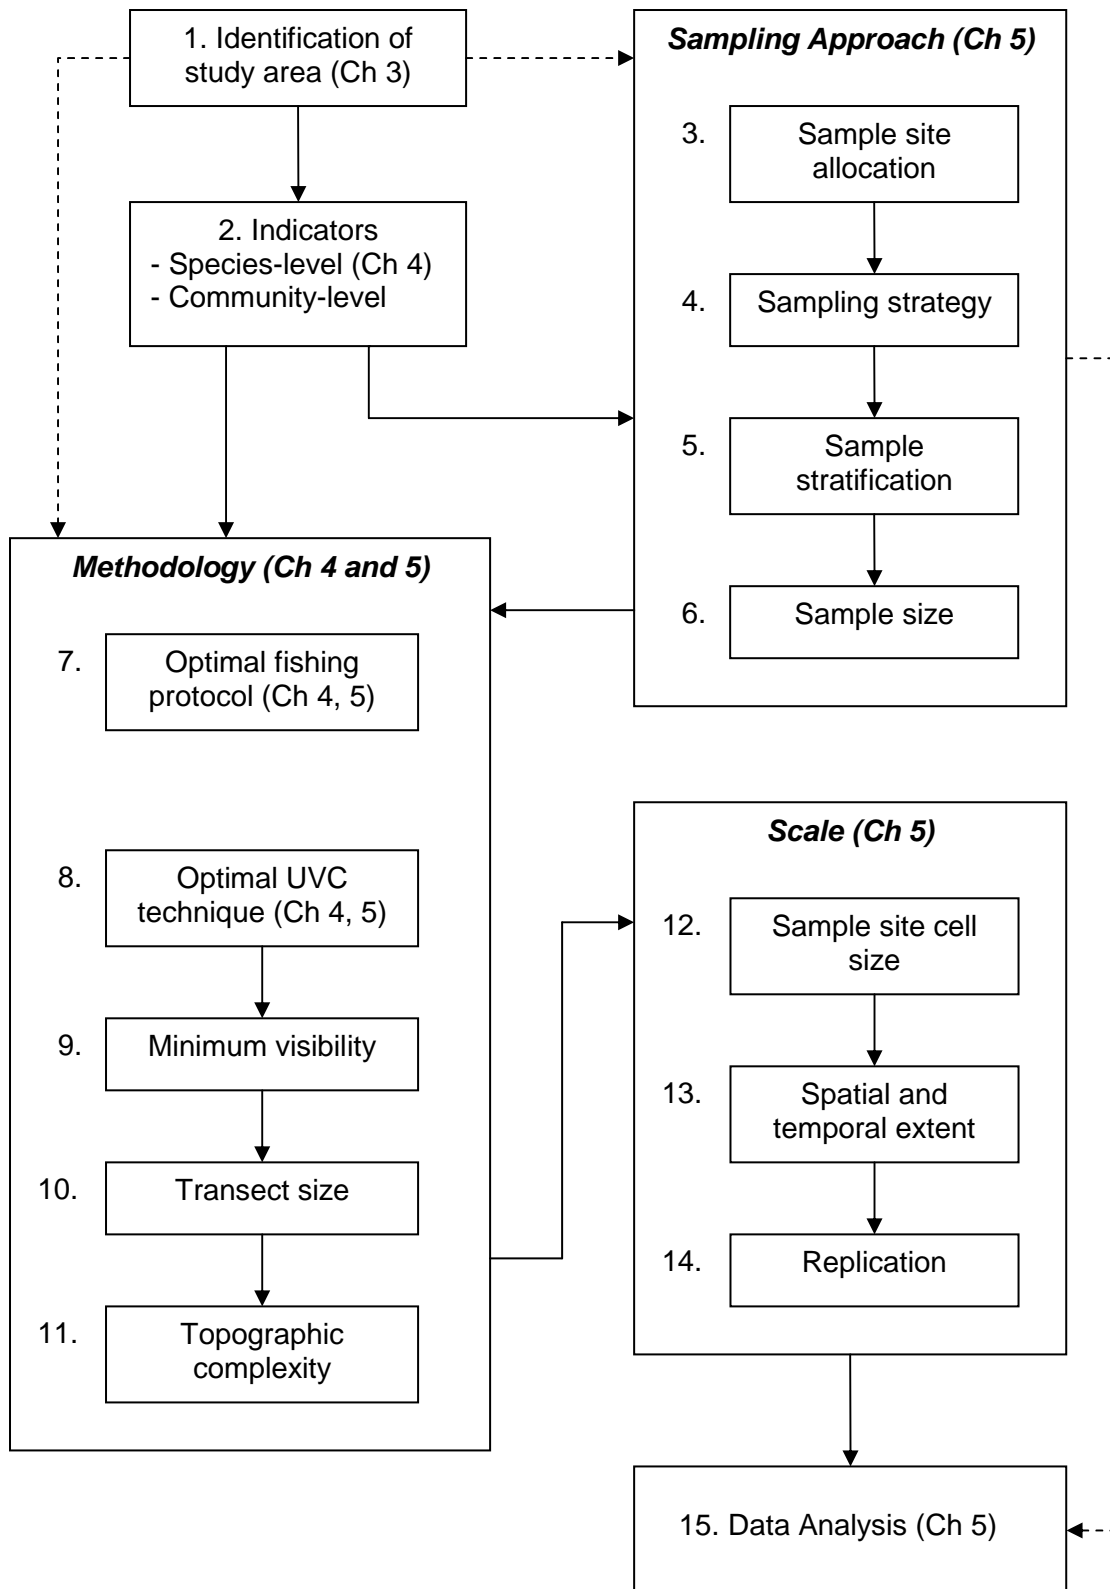 1. Identification of
study area (Ch 3)
2. Indicators
- Species-level (Ch 4)
- Community-level
Sampling Approach (Ch 5)
3. Sample site
allocation
4. Sampling strategy
5. Sample
stratification
6. Sample size
Methodology (Ch 4 and 5)
7. Optimal fishing
protocol (Ch 4, 5)
8. Optimal UVC
technique (Ch 4, 5)
9. Minimum visibility
10. Transect size
11. Topographic
complexity
Scale (Ch 5)
12. Sample site cell
size
13. Spatial and
temporal extent
14. Replication
15. Data Analysis (Ch 5)